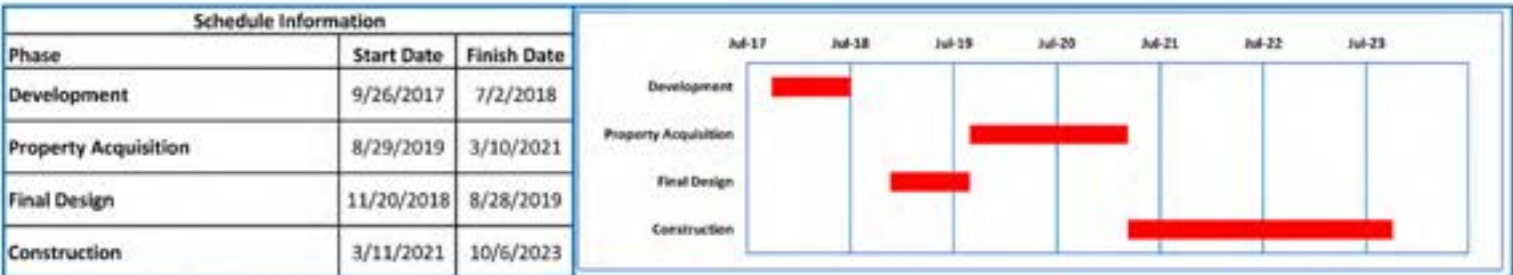 Schedule Information
Phase Start Date Finish Date
Development 9/26/2017 7/2/2018
Property Acquisition 8/29/2019 3/10/2021
Final Design 11/20/2018 8/28/2019
Construction 3/11/2021 10/6/2023
Jul-17 Jul-18 Jul-19 Jul-20 Jul-21 Jul-22 Jul-23
Development
Property Acquisition
Final Design
Construction